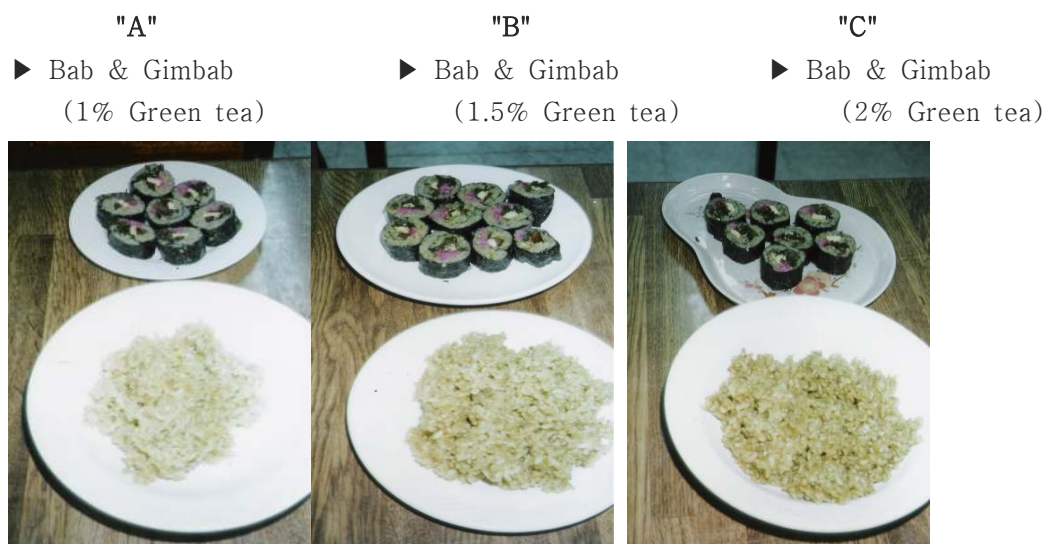 "A" "B" "C"
▶ Bab & Gimbab ▶ Bab & Gimbab ▶ Bab & Gimbab
(1% Green tea) (1.5% Green tea) (2% Green tea)